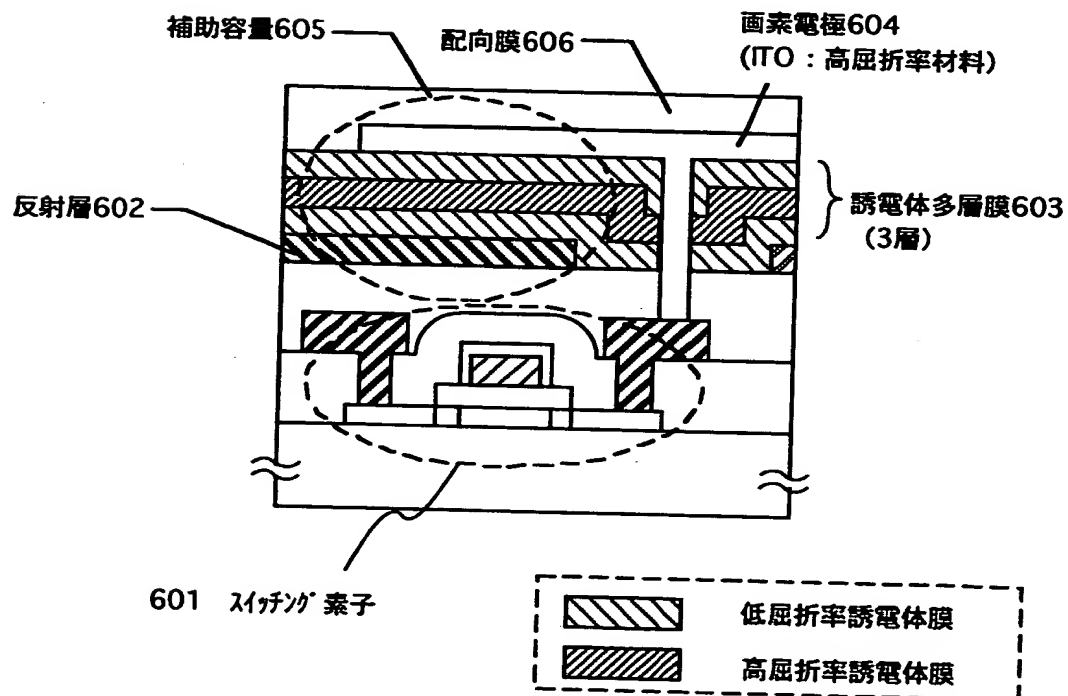 補助容量605
配向膜606
画素電極604
(ITO : 高屈折率材料)
反射層602
誘電体多層膜603
(3層)
601 スイッチング素子
低屈折率誘電体膜
高屈折率誘電体膜